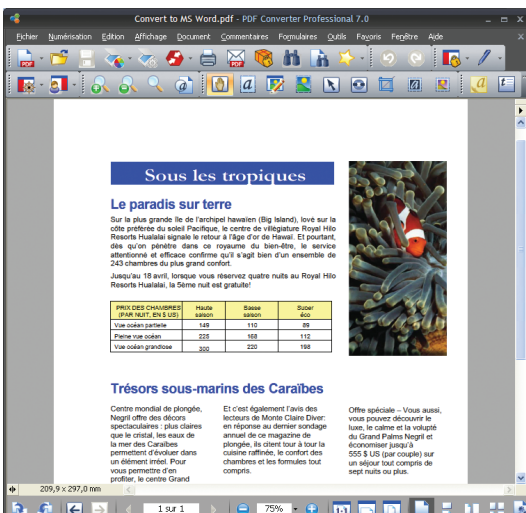 Convert to MS Word.pdf - PDF Converter Professional 7.0
Fichier Numérisation Edition Affichage Document Commentaires Formulaires Outils Favoris Fenêtre Aide
Sous les tropiques
Le paradis sur terre
Sur la plus grande île de l'archipel hawaïen (Big Island), lové sur la
côte préférée du soleil Pacifique, le centre de villégiature Royal Hilo
Resorts Hualalai signale le retour à l'âge d'or de Hawaï. Et pourtant,
dès qu'on pénètre dans ce royaume du bien-être, le service
attentionné et efficace confirme qu'il s'agit bien d'un ensemble de
243 chambres du plus grand confort.
Jusqu'au 18 avril, lorsque vous réservez quatre nuits au Royal Hilo
Resorts Hualalai, la 5ème nuit est gratuite!
PRIX DES CHAMBRES Haute Basse Super
(PAR NUIT, EN $ US) saison saison éco
Vue océan partielle 149 110 89
Pleine vue océan 225 168 112
Vue océan grandiose 300 220 198
Trésors sous-marins des Caraïbes
Centre mondial de plongée,
Negril offre des décors
spectaculaires : plus claires
que le cristal, les eaux de
la mer des Caraïbes
permettent d'évoluer dans
un élément irréel. Pour
vous permettre d'en
profiter, le centre Grand
Et c'est également l'avis des
lecteurs de Monte Claire Diver:
en réponse au dernier sondage
annuel de ce magazine de
plongée, ils citent tour à tour la
cuisine raffinée, le confort des
chambres et les formules tout
compris.
Offre spéciale – Vous aussi,
vous pouvez découvrir le
luxe, le calme et la volupté
du Grand Palms Negril et
économiser jusqu'à
555 $ US (par couple) sur
un séjour tout compris de
sept nuits ou plus.
209,9 x 297,0 mm
1 sur 1
75%
1:1